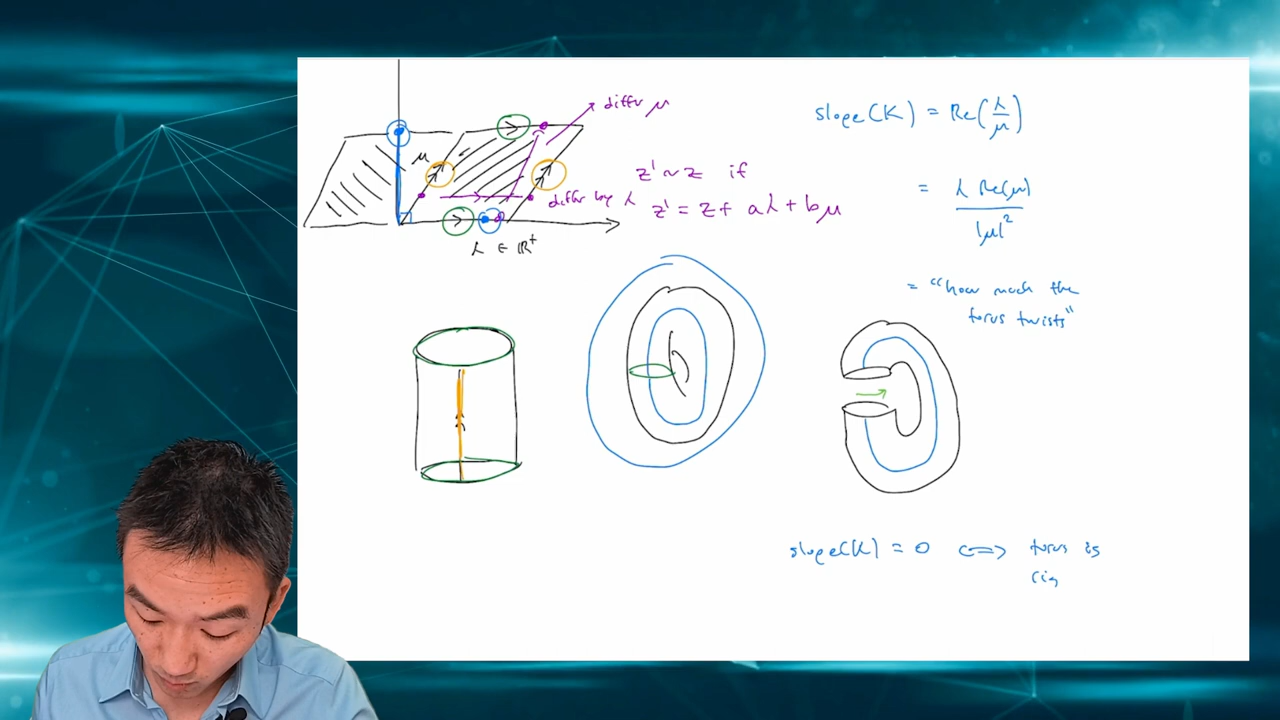 differ μ
slope(K) = Re(λ/μ)
μ
z' ~ z if
differ by λ
z' = z + aλ + bμ
= λ Re(μ) / |μ|²
λ ∈ ℝ⁺
= "how much the
torus twists"
slope(K) = 0 ⟺ torus is
rig